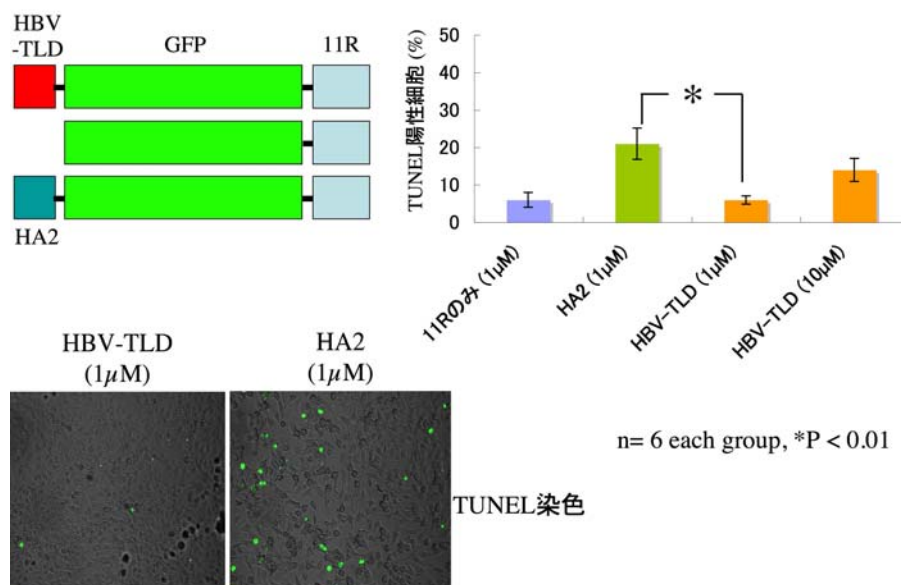 HBV
-TLD
GFP
11R
HA2
TUNEL陽性細胞 (%)
50
40
30
20
10
0
*
11Rのみ (1μM)
HA2 (1μM)
HBV-TLD (1μM)
HBV-TLD (10μM)
HBV-TLD
(1μM)
HA2
(1μM)
n= 6 each group, *P < 0.01
TUNEL染色